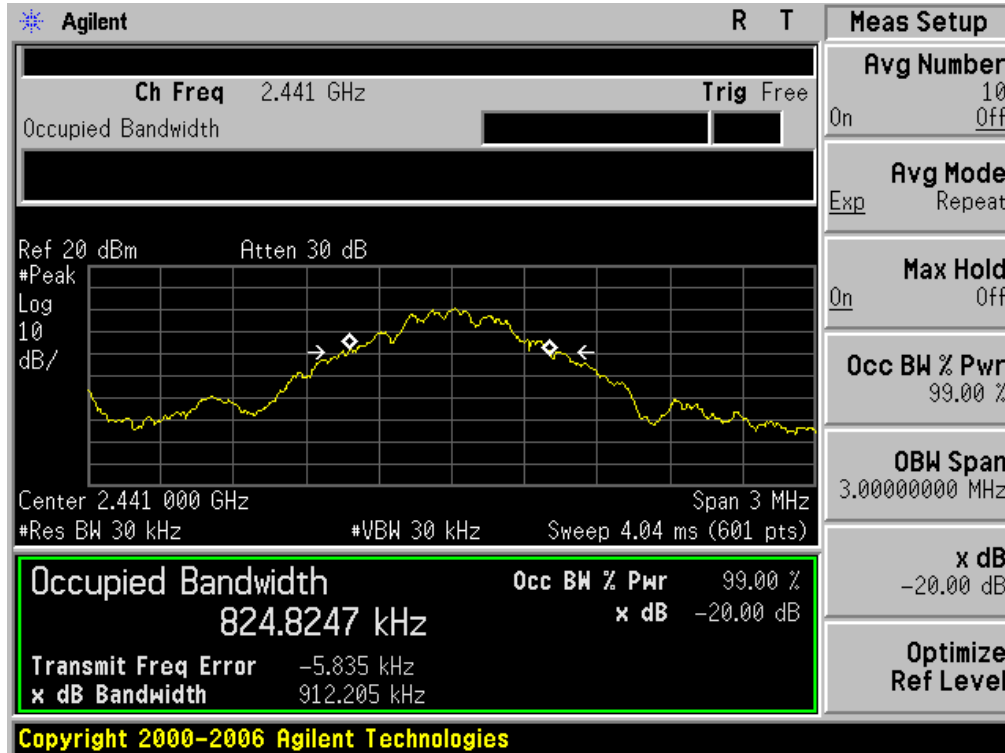 Agilent R T
Ch Freq 2.441 GHz Trig Free
Occupied Bandwidth
Ref 20 dBm Atten 30 dB
#Peak
Log
10
dB/
Center 2.441 000 GHz Span 3 MHz
#Res BW 30 kHz #VBW 30 kHz Sweep 4.04 ms (601 pts)
Occupied Bandwidth Occ BW % Pwr 99.00 %
824.8247 kHz x dB -20.00 dB
Transmit Freq Error -5.835 kHz
x dB Bandwidth 912.205 kHz
Copyright 2000-2006 Agilent Technologies
Meas Setup
Avg Number
10
On Off
Avg Mode
Exp Repeat
Max Hold
On Off
Occ BW % Pwr
99.00 %
OBW Span
3.00000000 MHz
x dB
-20.00 dB
Optimize
Ref Level